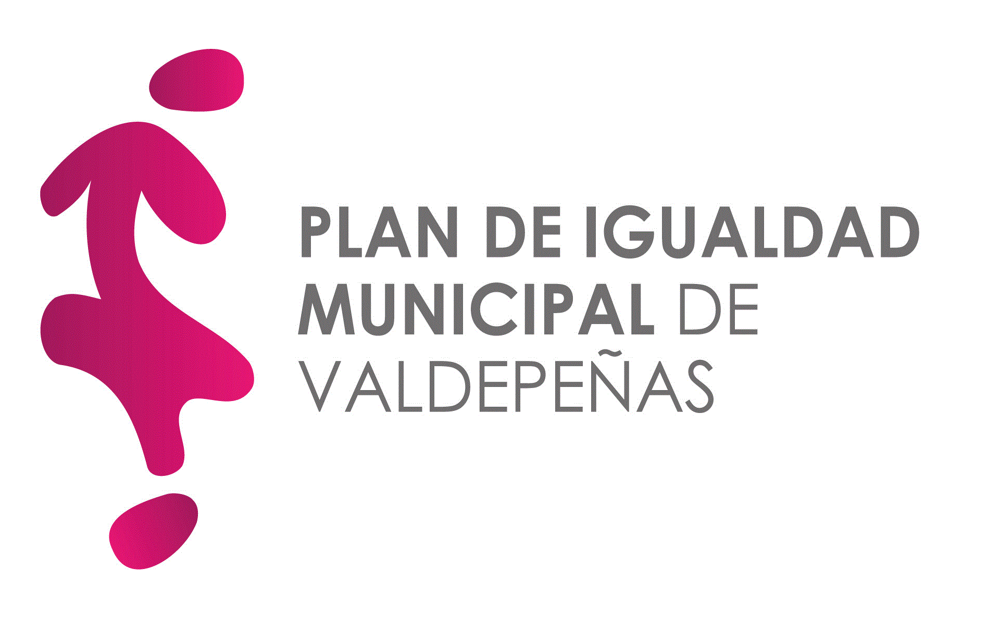 PLAN DE IGUALDAD
MUNICIPAL DE
VALDEPEÑAS